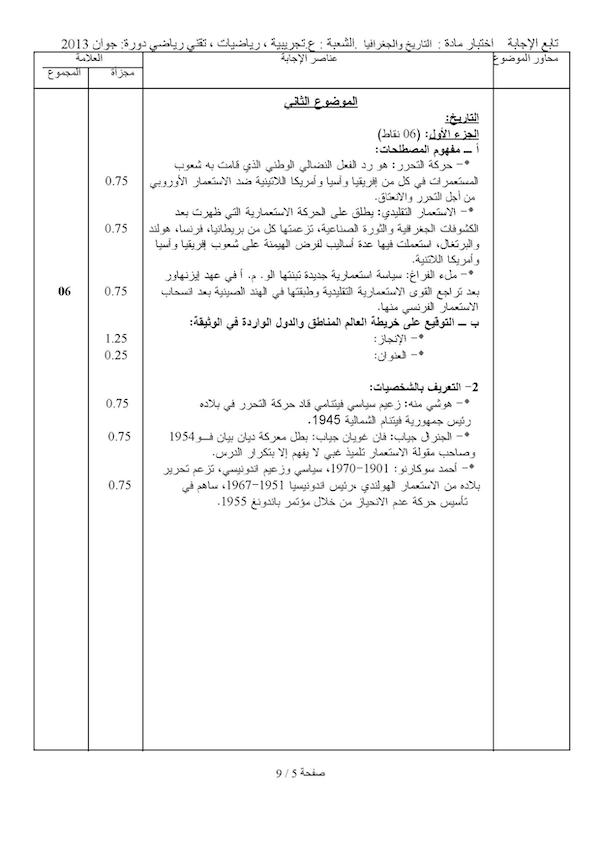 تابع الإجابة اختبار مادة : التاريخ والجغرافيا .الشعبة : ع تجريبية ، رياضيات ، تقني رياضي دورة: جوان 2013
محاور الموضوع
عناصر الإجابة
العلامة
مجزأة
المجموع
الموضوع الثاني
التاريخ:
الجزء الأول: (06 نقاط)
أ ــ مفهوم المصطلحات:
*- حركة التحرر: هو رد الفعل النضالي الوطني الذي قامت به شعوب
المستعمرات في كل من إفريقيا وآسيا وأمريكا اللاتينية ضد الاستعمار الأوروبي
0.75
من أجل التحرر والانعتاق.
*- الاستعمار التقليدي: يطلق على الحركة الاستعمارية التي ظهرت بعد
الكشوفات الجغرافية والثورة الصناعية، تزعمتها كل من بريطانيا، فرنسا، هولند
0.75
والبرتغال، استعملت فيها عدة أساليب لفرض الهيمنة على شعوب إفريقيا وآسيا
وأمريكا اللاتنية.
*- ملء الفراغ: سياسة استعمارية جديدة تبنتها الو. م. أ في عهد إيزنهاور
بعد تراجع القوى الاستعمارية التقليدية وطبقتها في الهند الصينية بعد انسحاب
0.75
06
الاستعمار الفرنسي منها.
ب ــ التوقيع على خريطة العالم المناطق والدول الواردة في الوثيقة:
*- الإنجاز:
1.25
*- العنوان:
0.25
2- التعريف بالشخصيات:
*- هوشي منه: زعيم سياسي فيتنامي قاد حركة التحرر في بلاده
0.75
رئيس جمهورية فيتنام الشمالية 1945.
*- الجنرال جياب: فان غويان جياب: بطل معركة ديان بيان فــو1954
0.75
وصاحب مقولة الاستعمار تلميذ غبي لا يفهم إلا بتكرار الدرس.
*- أحمد سوكارنو: 1901-1970، سياسي وزعيم اندونيسي، تزعم تحرير
بلاده من الاستعمار الهولندي ،رئيس اندونيسيا 1951-1967، ساهم في
0.75
تأسيس حركة عدم الانحياز من خلال مؤتمر باندونغ 1955.
صفحة 5 / 9